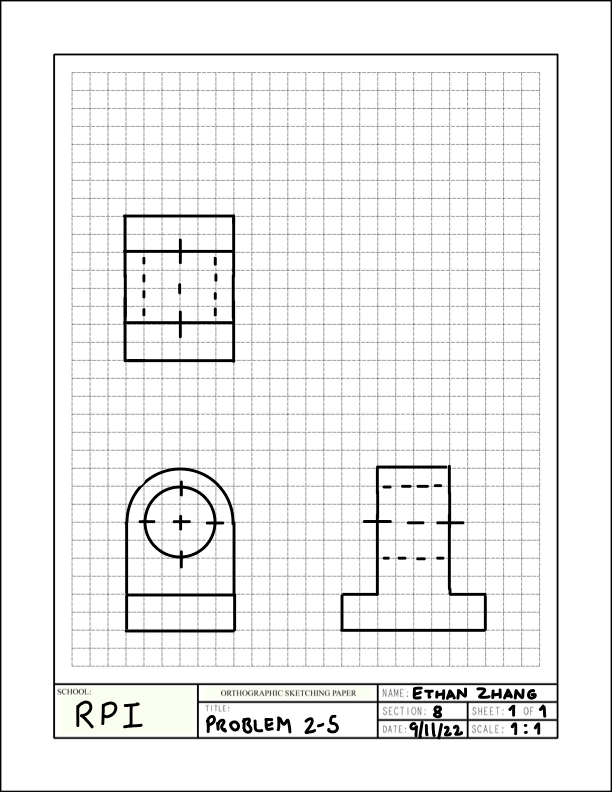 SCHOOL:
RPI
ORTHOGRAPHIC SKETCHING PAPER
TITLE:
PROBLEM 2-5
NAME: ETHAN ZHANG
SECTION: 8 SHEET: 1 OF 1
DATE: 9/11/22 SCALE: 1:1